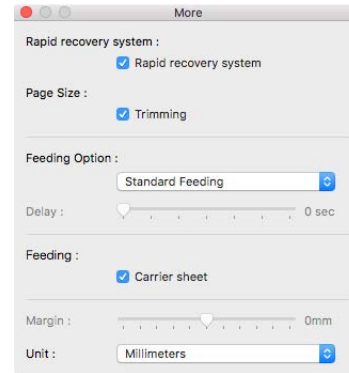 More
Rapid recovery system :
Rapid recovery system
Page Size :
Trimming
Feeding Option :
Standard Feeding
Delay : 0 sec
Feeding :
Carrier sheet
Margin : 0mm
Unit : Millimeters